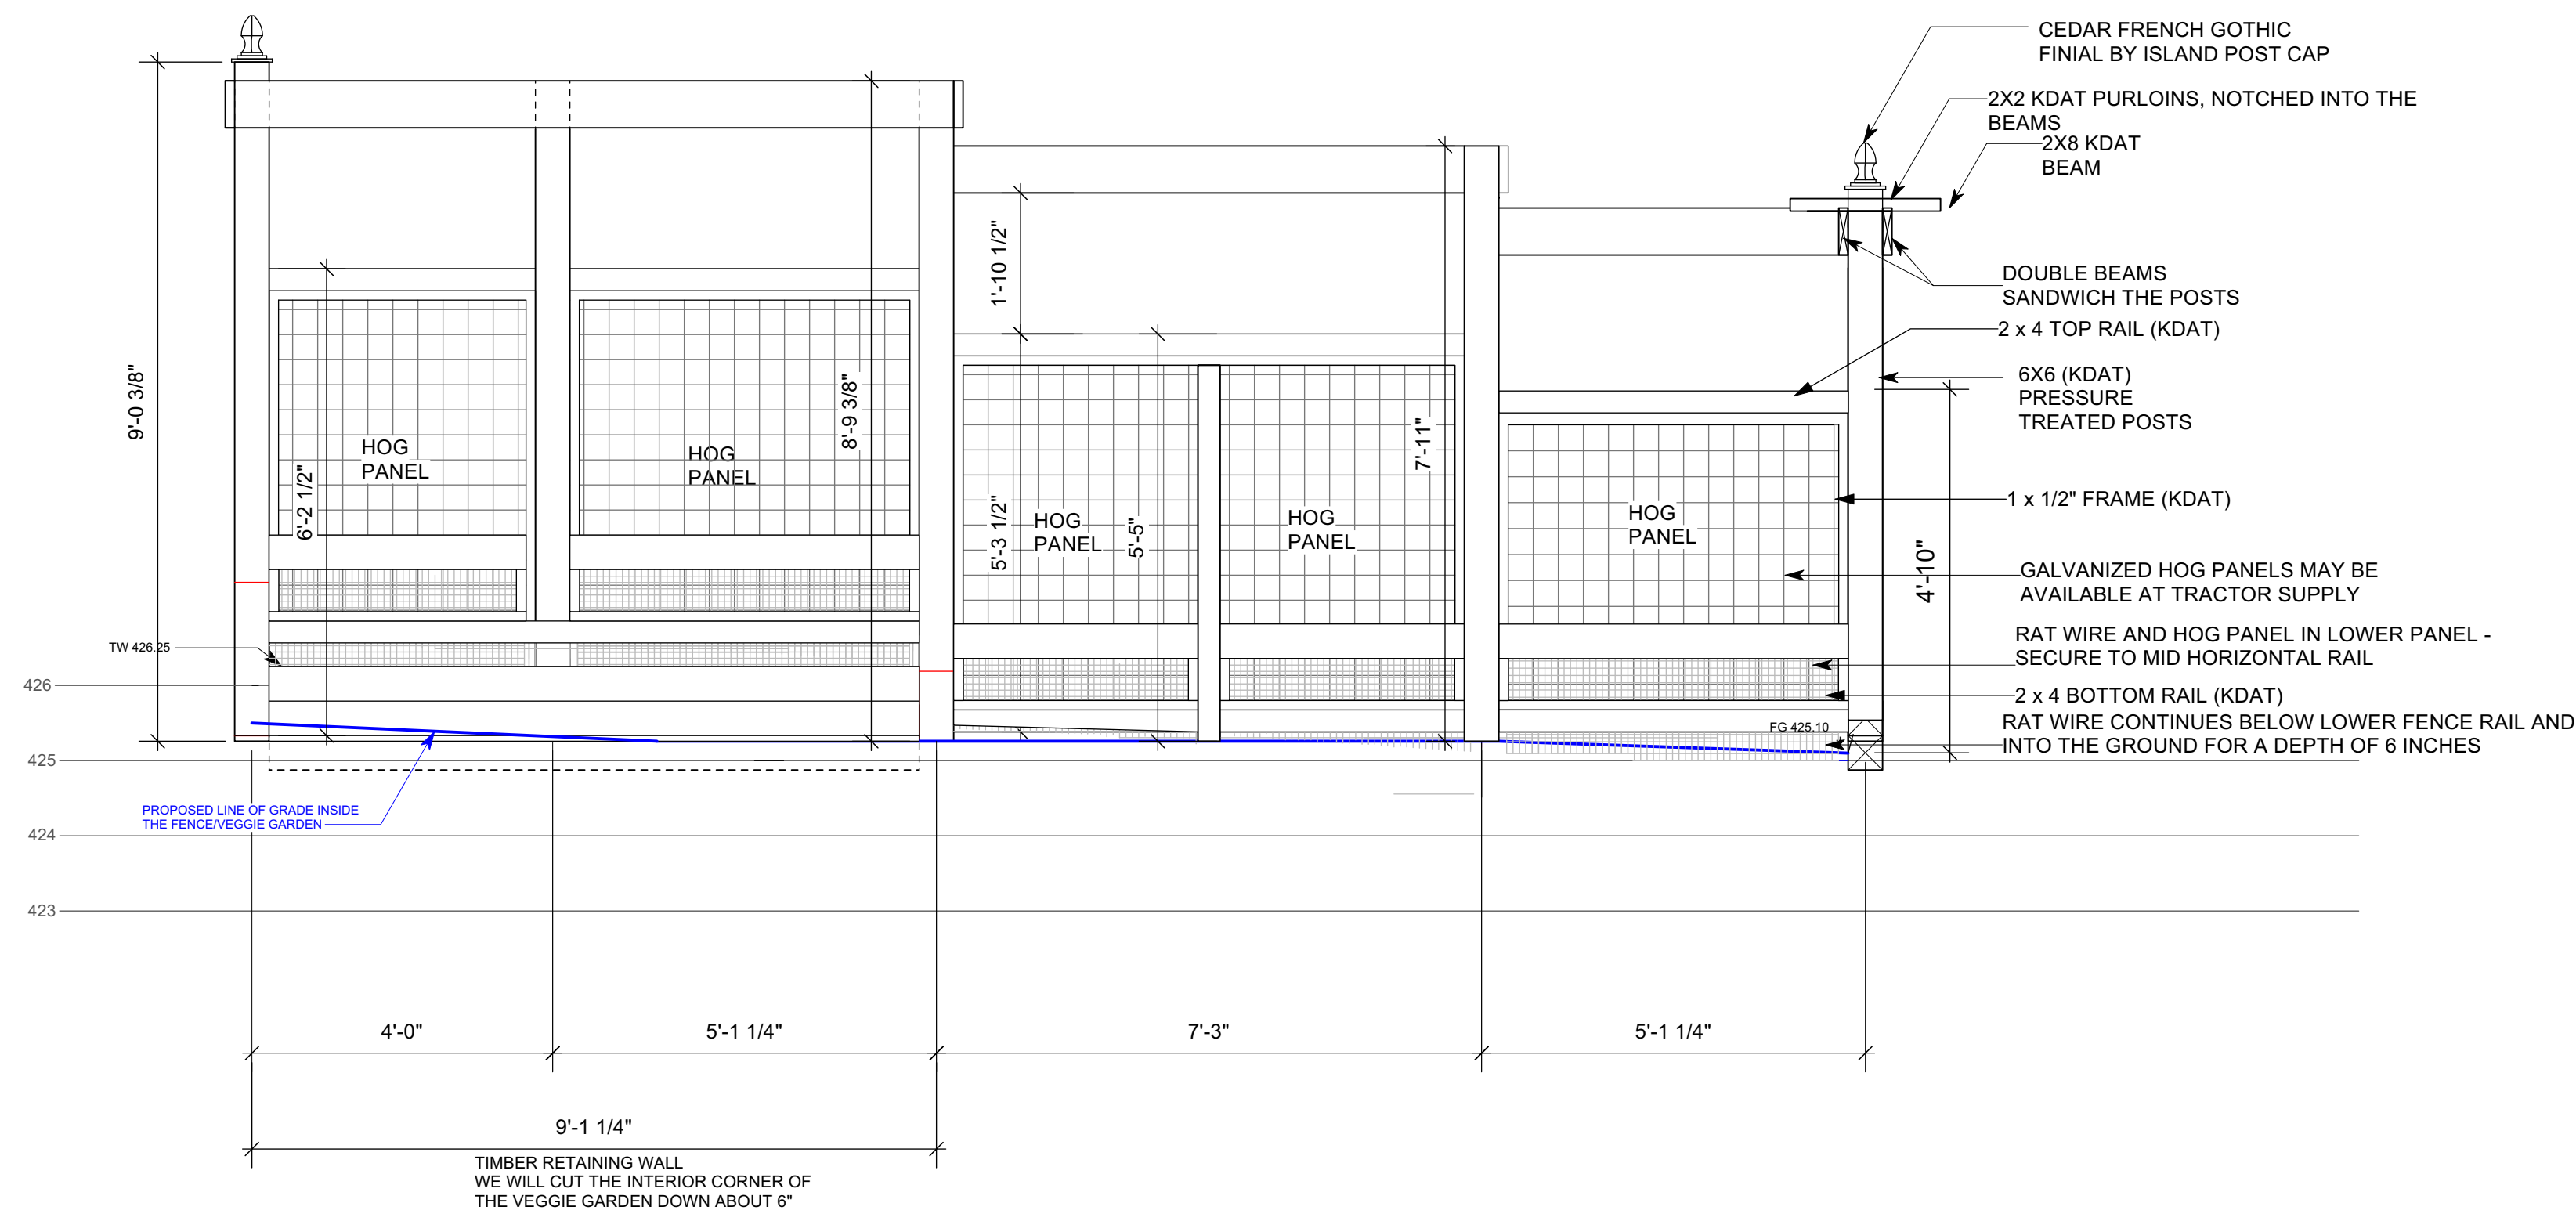 CEDAR FRENCH GOTHIC
FINIAL BY ISLAND POST CAP
2X2 KDAT PURLOINS, NOTCHED INTO THE
BEAMS
2X8 KDAT
BEAM
DOUBLE BEAMS
SANDWICH THE POSTS
2 x 4 TOP RAIL (KDAT)
6X6 (KDAT)
PRESSURE
TREATED POSTS
1 x 1/2" FRAME (KDAT)
GALVANIZED HOG PANELS MAY BE
AVAILABLE AT TRACTOR SUPPLY
RAT WIRE AND HOG PANEL IN LOWER PANEL -
SECURE TO MID HORIZONTAL RAIL
2 x 4 BOTTOM RAIL (KDAT)
RAT WIRE CONTINUES BELOW LOWER FENCE RAIL AND
INTO THE GROUND FOR A DEPTH OF 6 INCHES
9'-0 3/8"
6'-2 1/2"
HOG
PANEL
HOG
PANEL
8'-9 3/8"
1'-10 1/2"
5'-3 1/2"
HOG
PANEL
5'-5"
HOG
PANEL
7'-11"
HOG
PANEL
4'-10"
FG 425.10
TW 426.25
426
425
424
423
PROPOSED LINE OF GRADE INSIDE
THE FENCE/VEGGIE GARDEN
4'-0"
5'-1 1/4"
7'-3"
5'-1 1/4"
9'-1 1/4"
TIMBER RETAINING WALL
WE WILL CUT THE INTERIOR CORNER OF
THE VEGGIE GARDEN DOWN ABOUT 6"